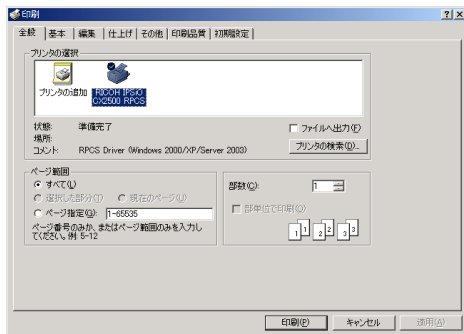 印刷
全般 基本 編集 仕上げ その他 印刷品質 初期設定
プリンタの選択
プリンタの追加 RICOH IPSiO CX2500 RPCS
状態: 準備完了
場所:
コメント: RPCS Driver (Windows 2000/XP/Server 2003)
ファイルへ出力(F)
プリンタの検索(D)...
ページ範囲
すべて(L)
選択した部分(T) 現在のページ(U)
ページ指定(G): 1-65535
ページ番号のみか、またはページ範囲のみを入力し
てください。例: 5-12
部数(C): 1
部単位で印刷(O)
1 1 2 2 3 3
印刷(P) キャンセル 適用(A)